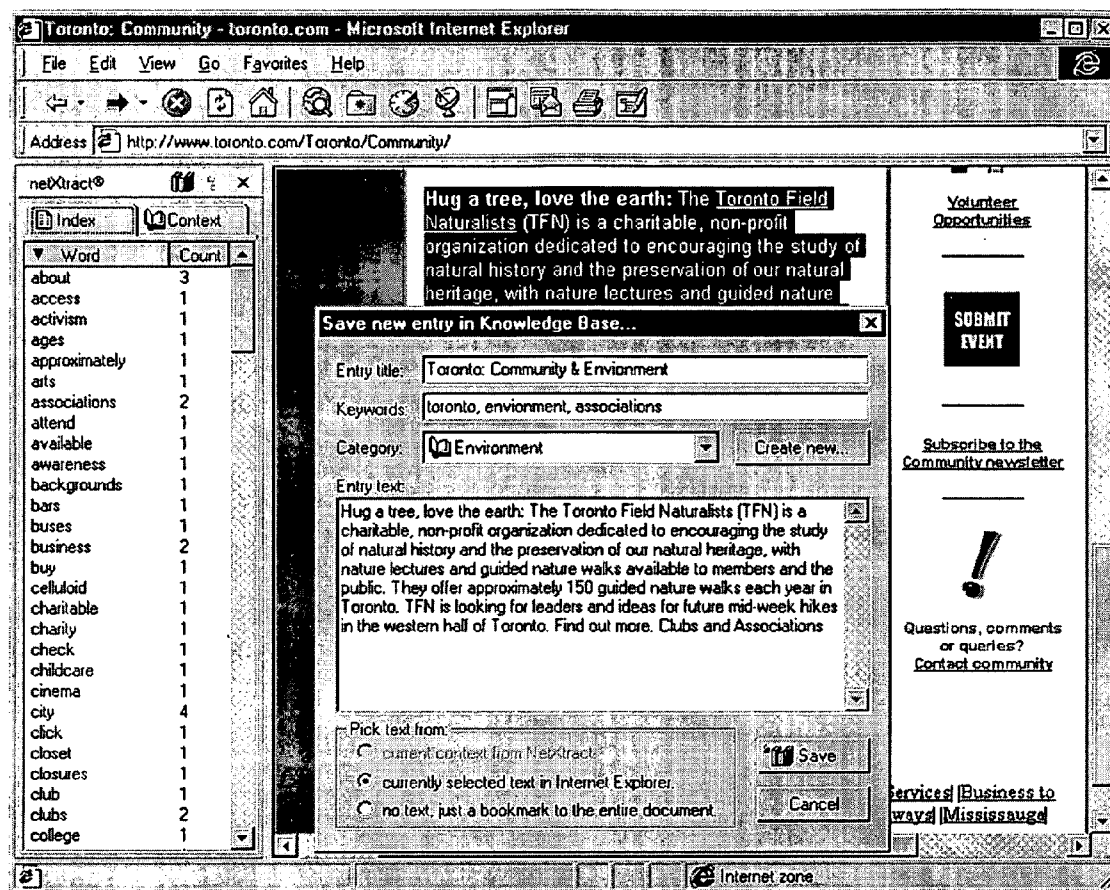 Toronto: Community - toronto.com - Microsoft Internet Explorer
File Edit View Go Favorites Help
Address http://www.toronto.com/Toronto/Community/
netXtract®
Index Context
Word Count
about 3
access 1
activism 1
ages 1
approximately 1
arts 1
associations 2
attend 1
available 1
awareness 1
backgrounds 1
bars 1
buses 1
business 2
buy 1
celluloid 1
charitable 1
charity 1
check 1
childcare 1
cinema 1
city 4
click 1
closet 1
closures 1
club 1
clubs 2
college 1
Hug a tree, love the earth: The Toronto Field
Naturalists (TFN) is a charitable, non-profit
organization dedicated to encouraging the study of
natural history and the preservation of our natural
heritage, with nature lectures and guided nature
Save new entry in Knowledge Base...
Entry title: Toronto: Community & Envionment
Keywords: toronto, envionment, associations
Category: Environment Create new...
Entry text:
Hug a tree, love the earth: The Toronto Field Naturalists (TFN) is a
charitable, non-profit organization dedicated to encouraging the study
of natural history and the preservation of our natural heritage, with
nature lectures and guided nature walks available to members and the
public. They offer approximately 150 guided nature walks each year in
Toronto. TFN is looking for leaders and ideas for future mid-week hikes
in the western half of Toronto. Find out more. Clubs and Associations
Pick text from:
current context from NetXtract
currently selected text in Internet Explorer.
no text, just a bookmark to the entire document.
Save
Cancel
Volunteer
Opportunities
SUBMIT
EVENT
Subscribe to the
Community newsletter
!
Questions, comments
or queries?
Contact community
Services| |Business to
ways| |Mississauga|
Internet zone